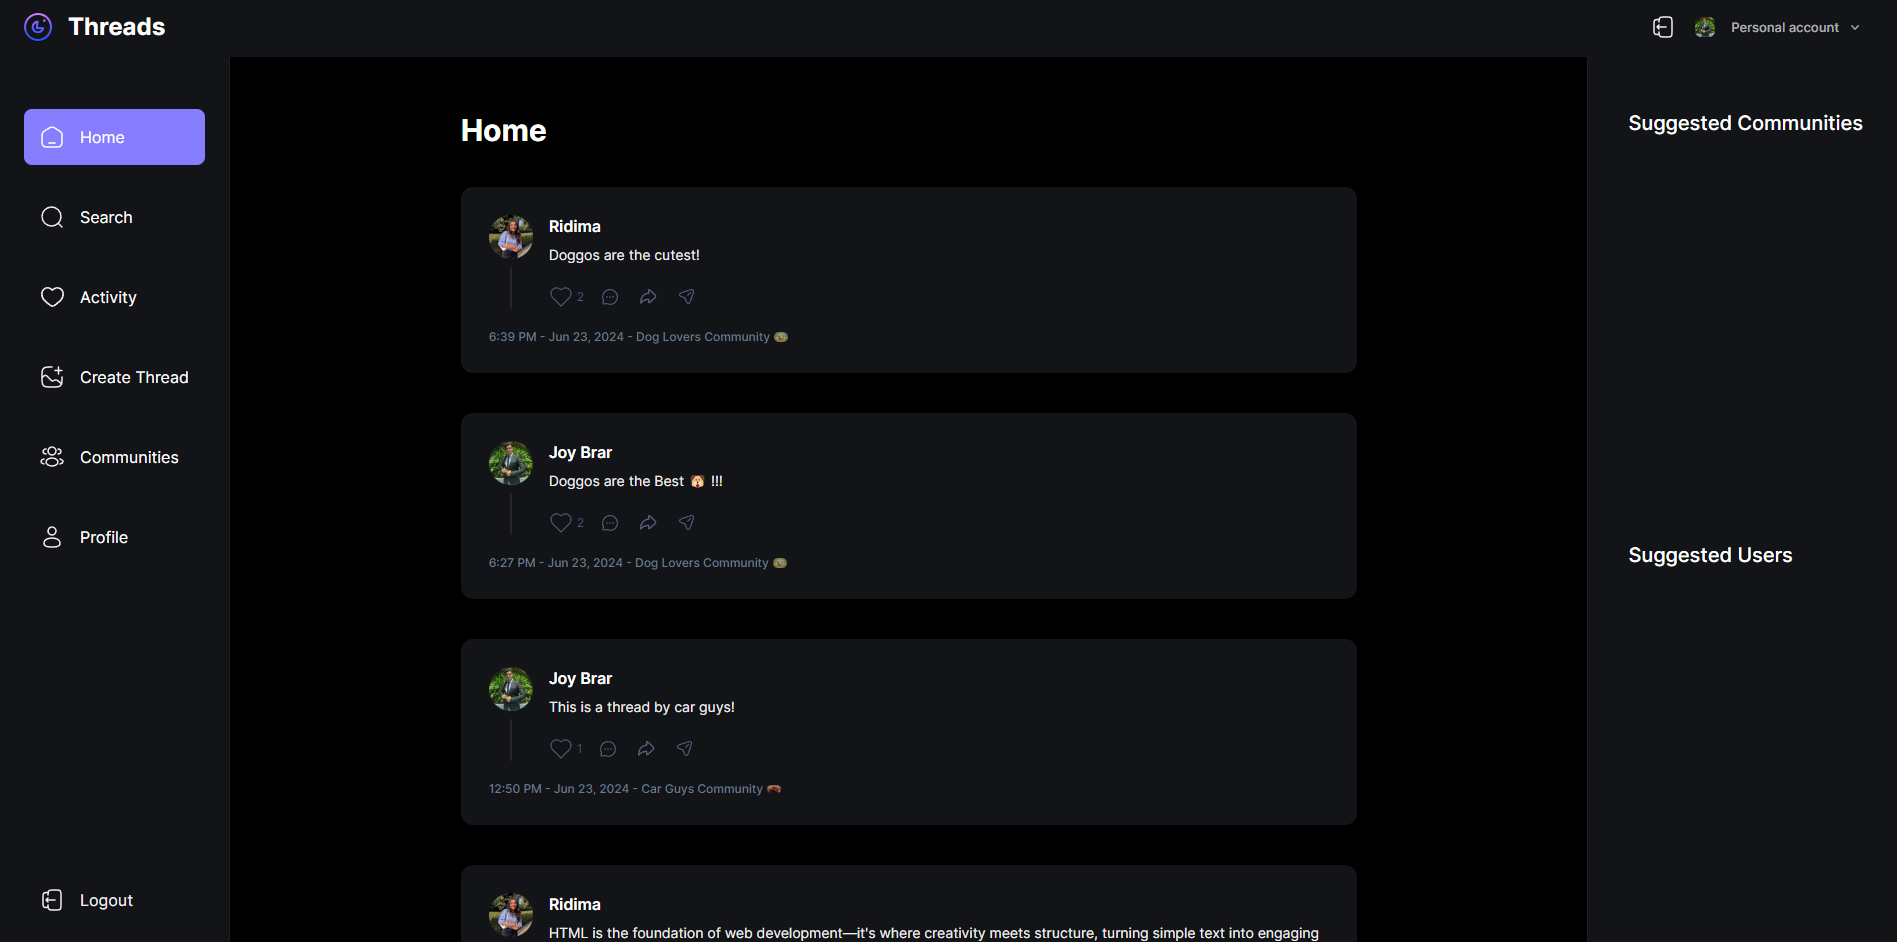 Threads
Personal account
Home
Search
Activity
Create Thread
Communities
Profile
Logout
Home
Ridima
Doggos are the cutest!
2
6:39 PM - Jun 23, 2024 - Dog Lovers Community
Joy Brar
Doggos are the Best 🐶 !!!
2
6:27 PM - Jun 23, 2024 - Dog Lovers Community
Joy Brar
This is a thread by car guys!
1
12:50 PM - Jun 23, 2024 - Car Guys Community
Ridima
HTML is the foundation of web development—it's where creativity meets structure, turning simple text into engaging
Suggested Communities
Suggested Users